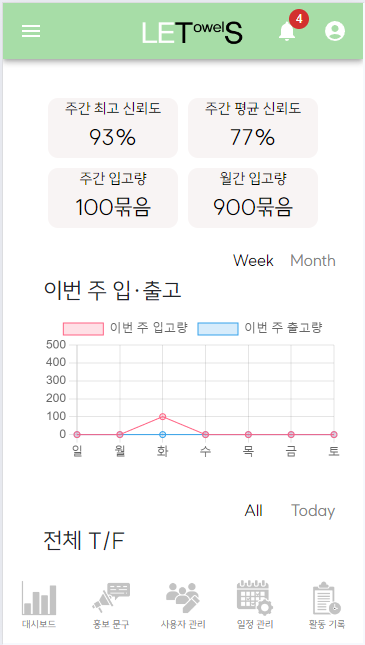 LETowelS
4
주간 최고 신뢰도
주간 평균 신뢰도
93%
77%
주간 입고량
월간 입고량
100묶음
900묶음
Week Month
이번 주 입·출고
이번 주 입고량 이번 주 출고량
500
400
300
200
100
0
일 월 화 수 목 금 토
All Today
전체 T/F
대시보드 홍보 문구 사용자 관리 일정 관리 활동 기록